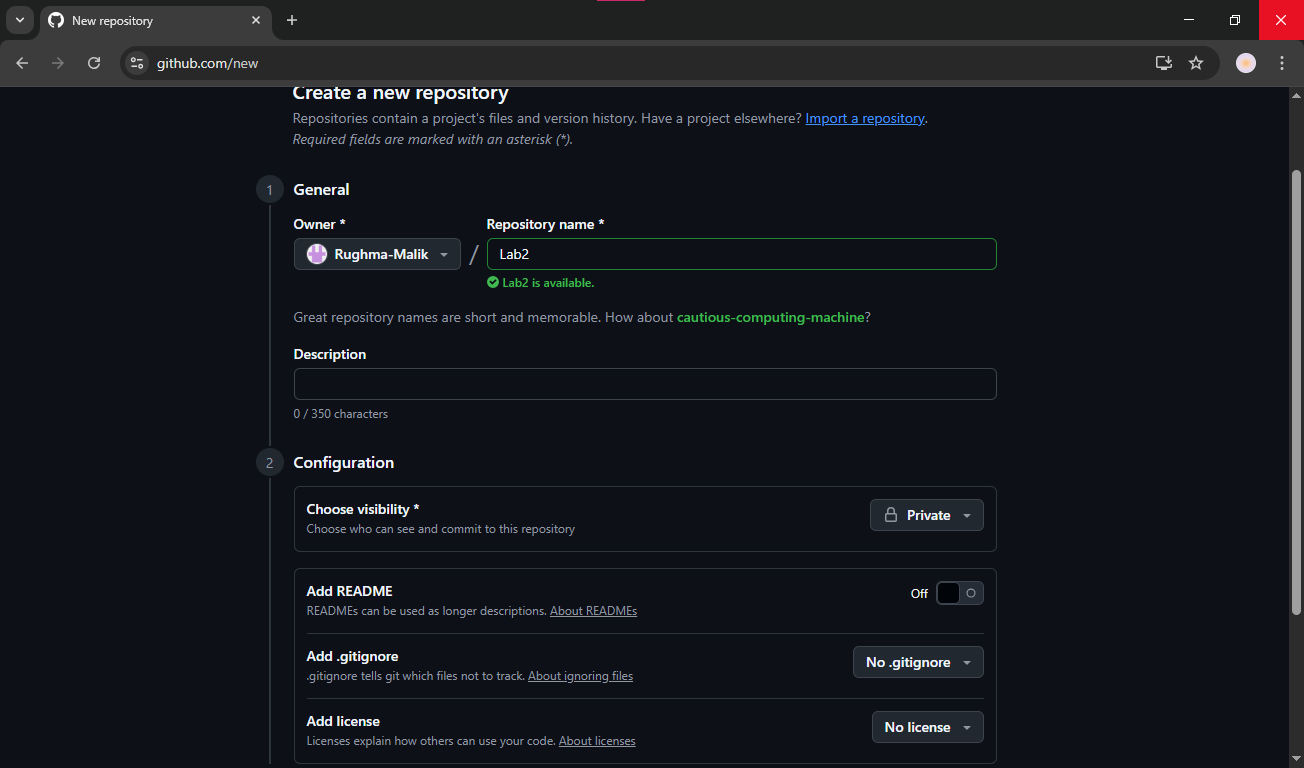 New repository
github.com/new
Create a new repository
Repositories contain a project's files and version history. Have a project elsewhere? Import a repository.
Required fields are marked with an asterisk (*).
1 General
Owner * Repository name *
Rughma-Malik / Lab2
Lab2 is available.
Great repository names are short and memorable. How about cautious-computing-machine?
Description
0 / 350 characters
2 Configuration
Choose visibility *
Choose who can see and commit to this repository
Private
Add README
READMEs can be used as longer descriptions. About READMEs
Off
Add .gitignore
.gitignore tells git which files not to track. About ignoring files
No .gitignore
Add license
Licenses explain how others can use your code. About licenses
No license